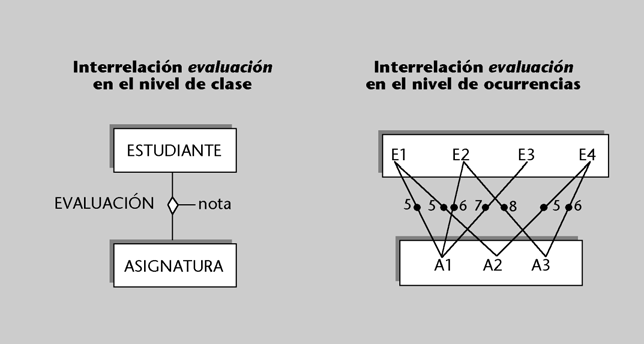 Interrelación evaluación
en el nivel de clase
ESTUDIANTE
EVALUACIÓN
nota
ASIGNATURA
Interrelación evaluación
en el nivel de ocurrencias
E1 E2 E3 E4
5 5 6 7 8 5 6
A1 A2 A3